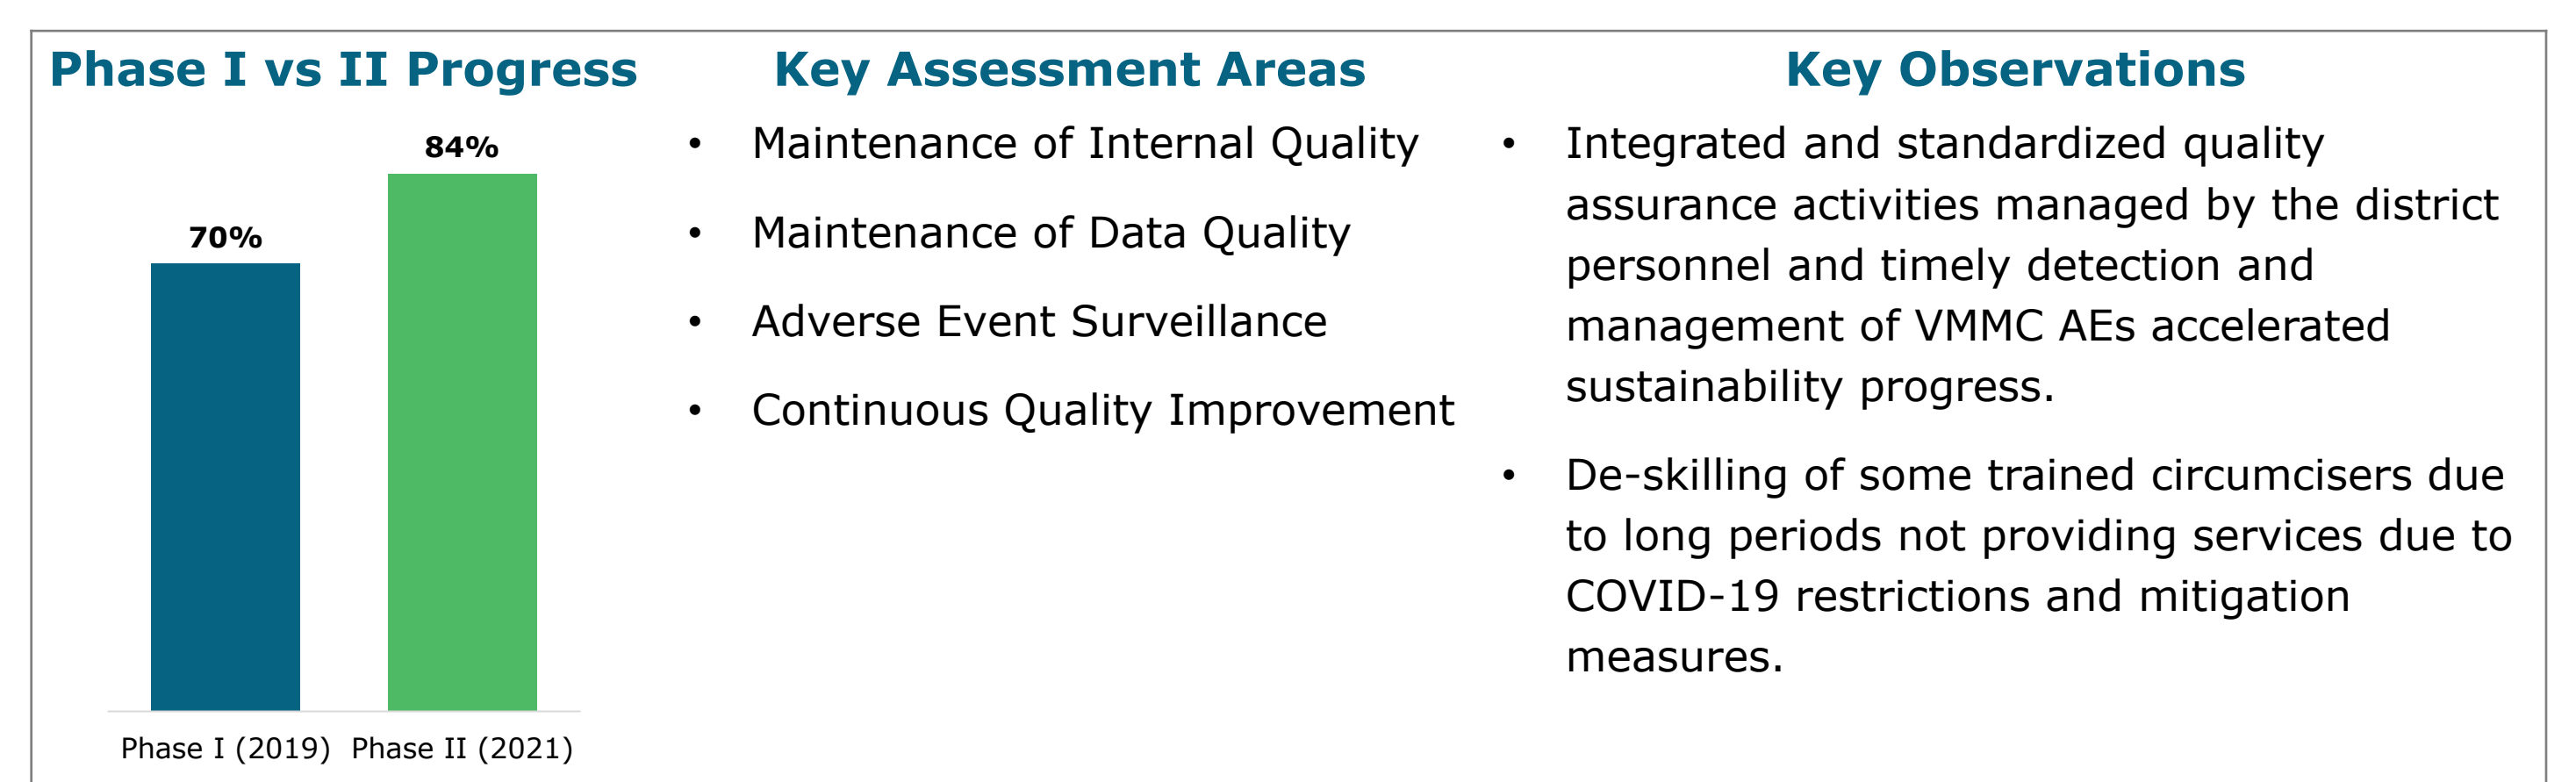 Phase I vs II Progress
84%
70%
Phase I (2019) Phase II (2021)
Key Assessment Areas
• Maintenance of Internal Quality
• Maintenance of Data Quality
• Adverse Event Surveillance
• Continuous Quality Improvement
Key Observations
• Integrated and standardized quality
assurance activities managed by the district
personnel and timely detection and
management of VMMC AEs accelerated
sustainability progress.
• De-skilling of some trained circumcisers due
to long periods not providing services due to
COVID-19 restrictions and mitigation
measures.